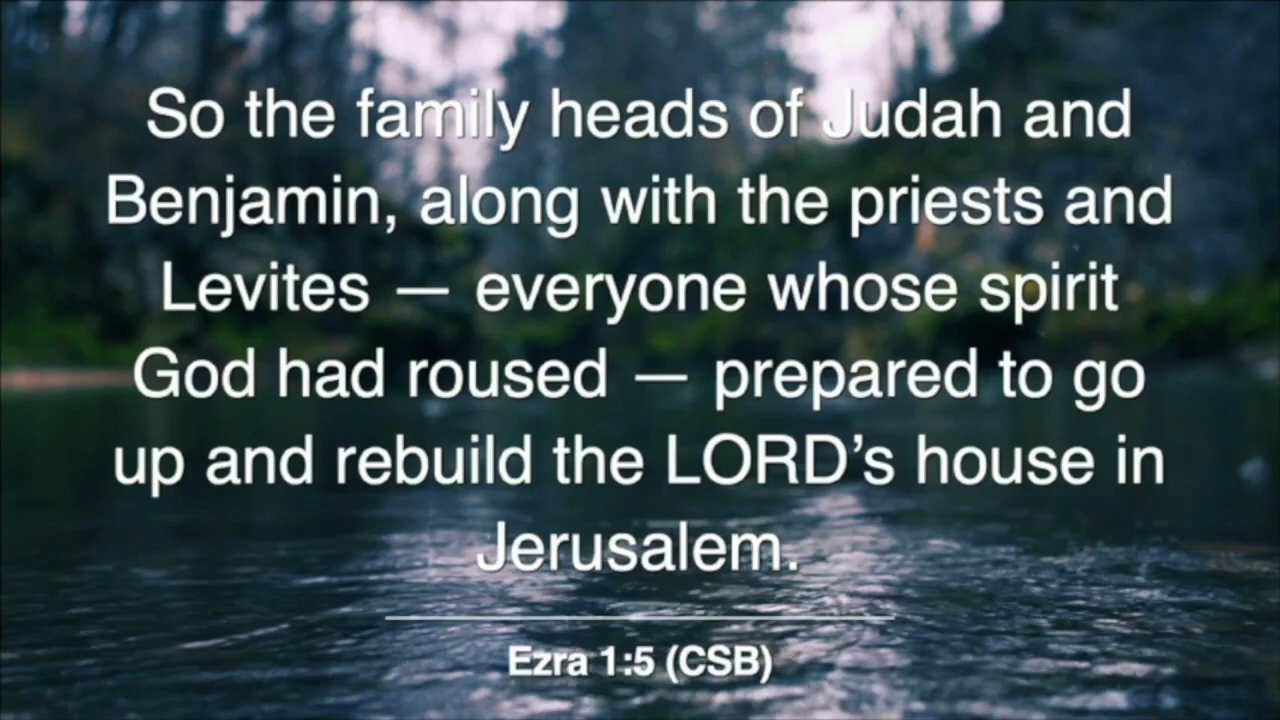 So the family heads of Judah and
Benjamin, along with the priests and
Levites — everyone whose spirit
God had roused — prepared to go
up and rebuild the LORD’s house in
Jerusalem.
Ezra 1:5 (CSB)